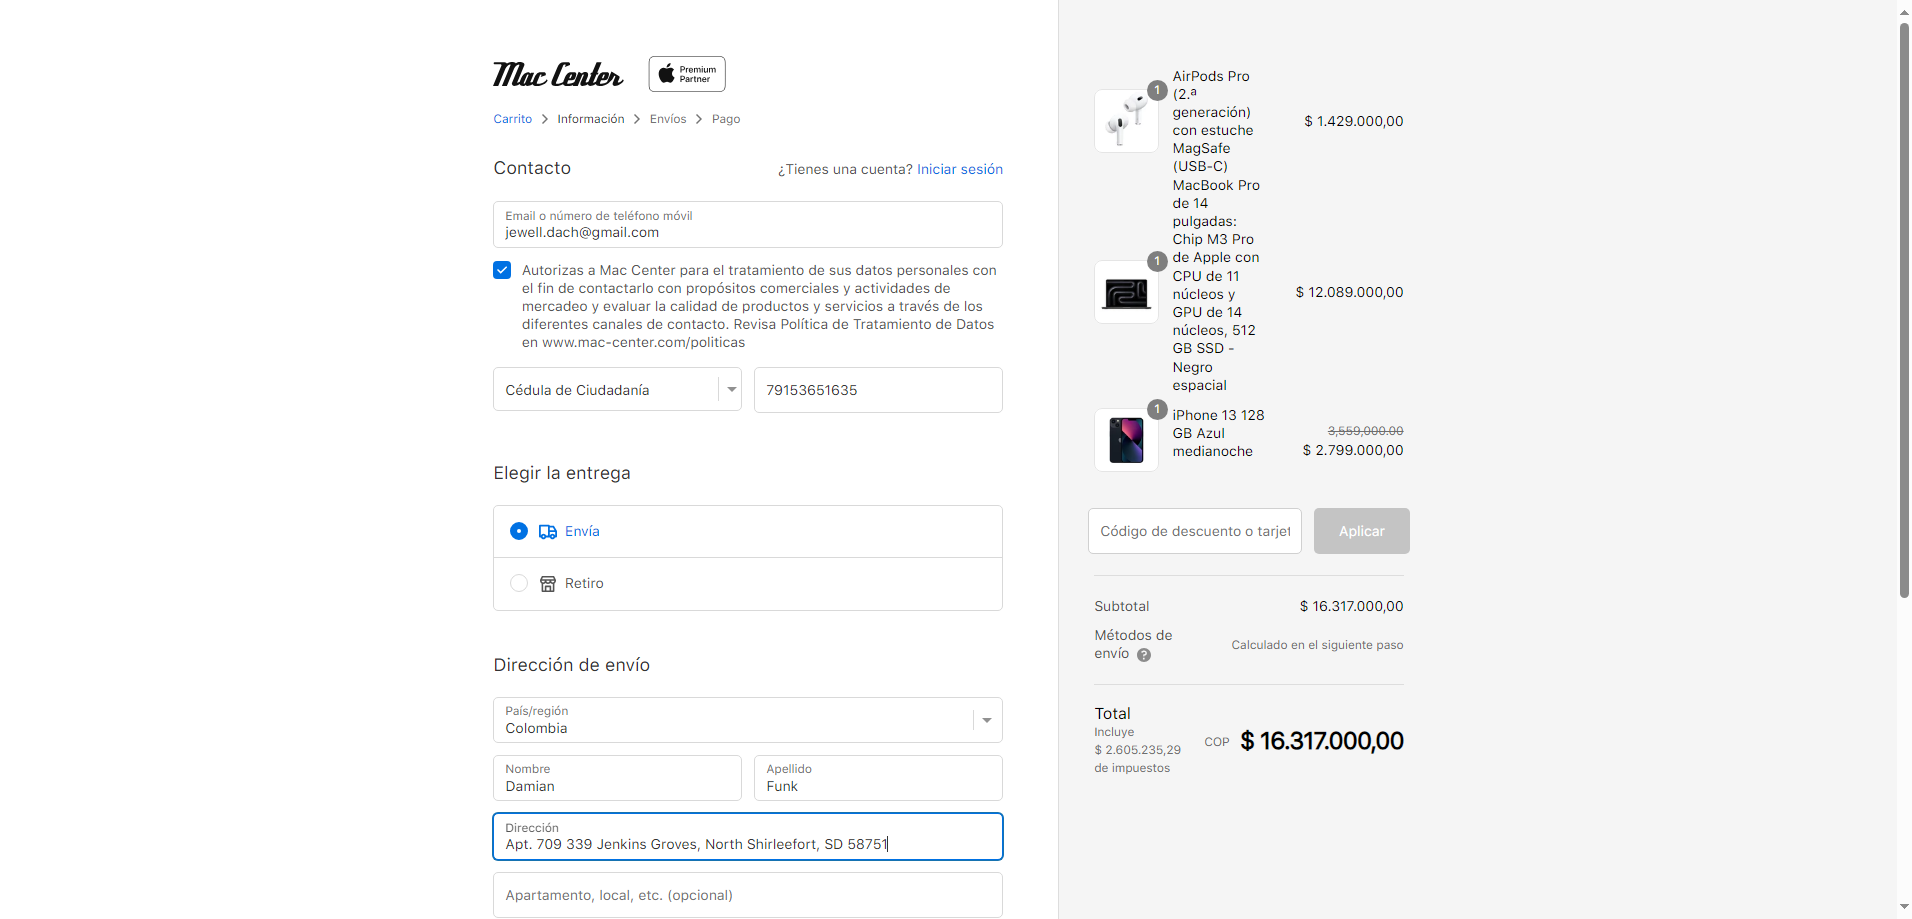 Mac Center
Premium
Partner
Carrito
Información
Envíos
Pago
Contacto
¿Tienes una cuenta? Iniciar sesión
Email o número de teléfono móvil
jewell.dach@gmail.com
Autorizas a Mac Center para el tratamiento de sus datos personales con
el fin de contactarlo con propósitos comerciales y actividades de
mercadeo y evaluar la calidad de productos y servicios a través de los
diferentes canales de contacto. Revisa Política de Tratamiento de Datos
en www.mac-center.com/politicas
Cédula de Ciudadanía
79153651635
Elegir la entrega
Envía
Retiro
Dirección de envío
País/región
Colombia
Nombre
Damian
Apellido
Funk
Dirección
Apt. 709 339 Jenkins Groves, North Shirleefort, SD 58751
Apartamento, local, etc. (opcional)
1
AirPods Pro
(2.ª
generación)
con estuche
MagSafe
(USB-C)
$ 1.429.000,00
1
MacBook Pro
de 14
pulgadas:
Chip M3 Pro
de Apple con
CPU de 11
núcleos y
GPU de 14
núcleos, 512
GB SSD -
Negro
espacial
$ 12.089.000,00
1
iPhone 13 128
GB Azul
medianoche
3,559,000.00
$ 2.799.000,00
Código de descuento o tarjet
Aplicar
Subtotal
$ 16.317.000,00
Métodos de
envío ?
Calculado en el siguiente paso
Total
Incluye
$ 2.605.235,29
de impuestos
COP $ 16.317.000,00